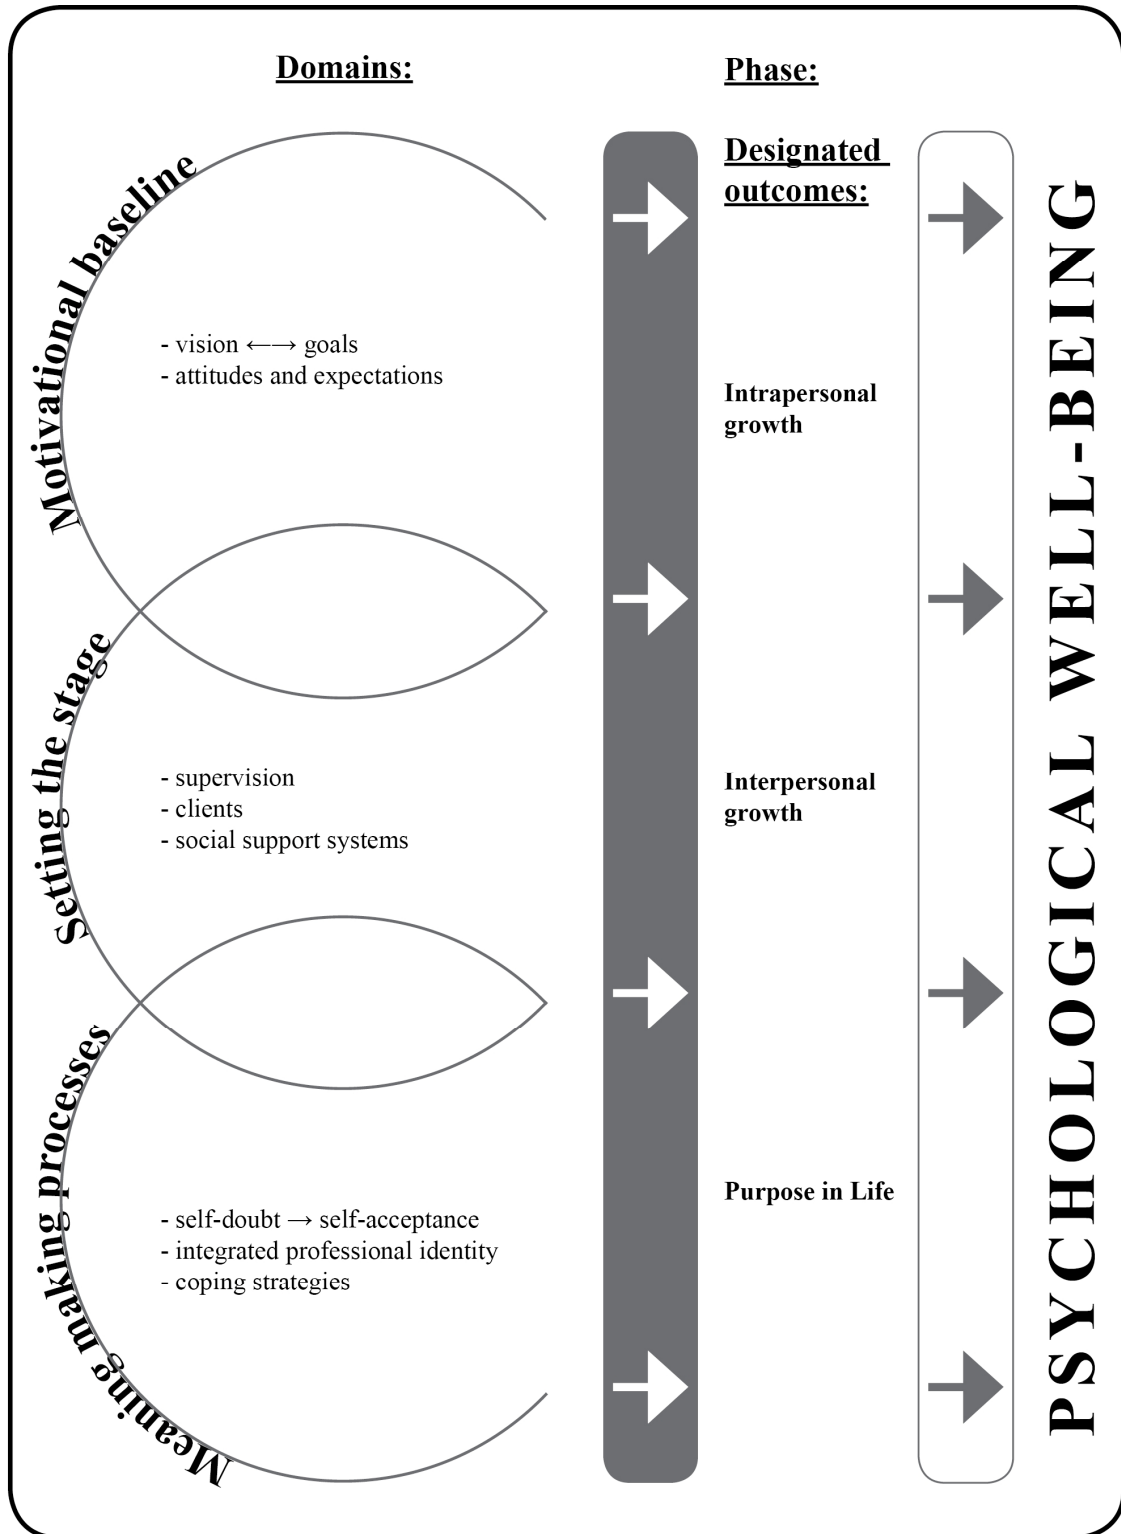 Domains:
Motivational baseline
- vision ←→ goals
- attitudes and expectations
Setting the stage
- supervision
- clients
- social support systems
Meaning making processes
- self-doubt → self-acceptance
- integrated professional identity
- coping strategies
Phase:
Designated
outcomes:
Intrapersonal
growth
Interpersonal
growth
Purpose in Life
PSYCHOLOGICAL WELL-BEING